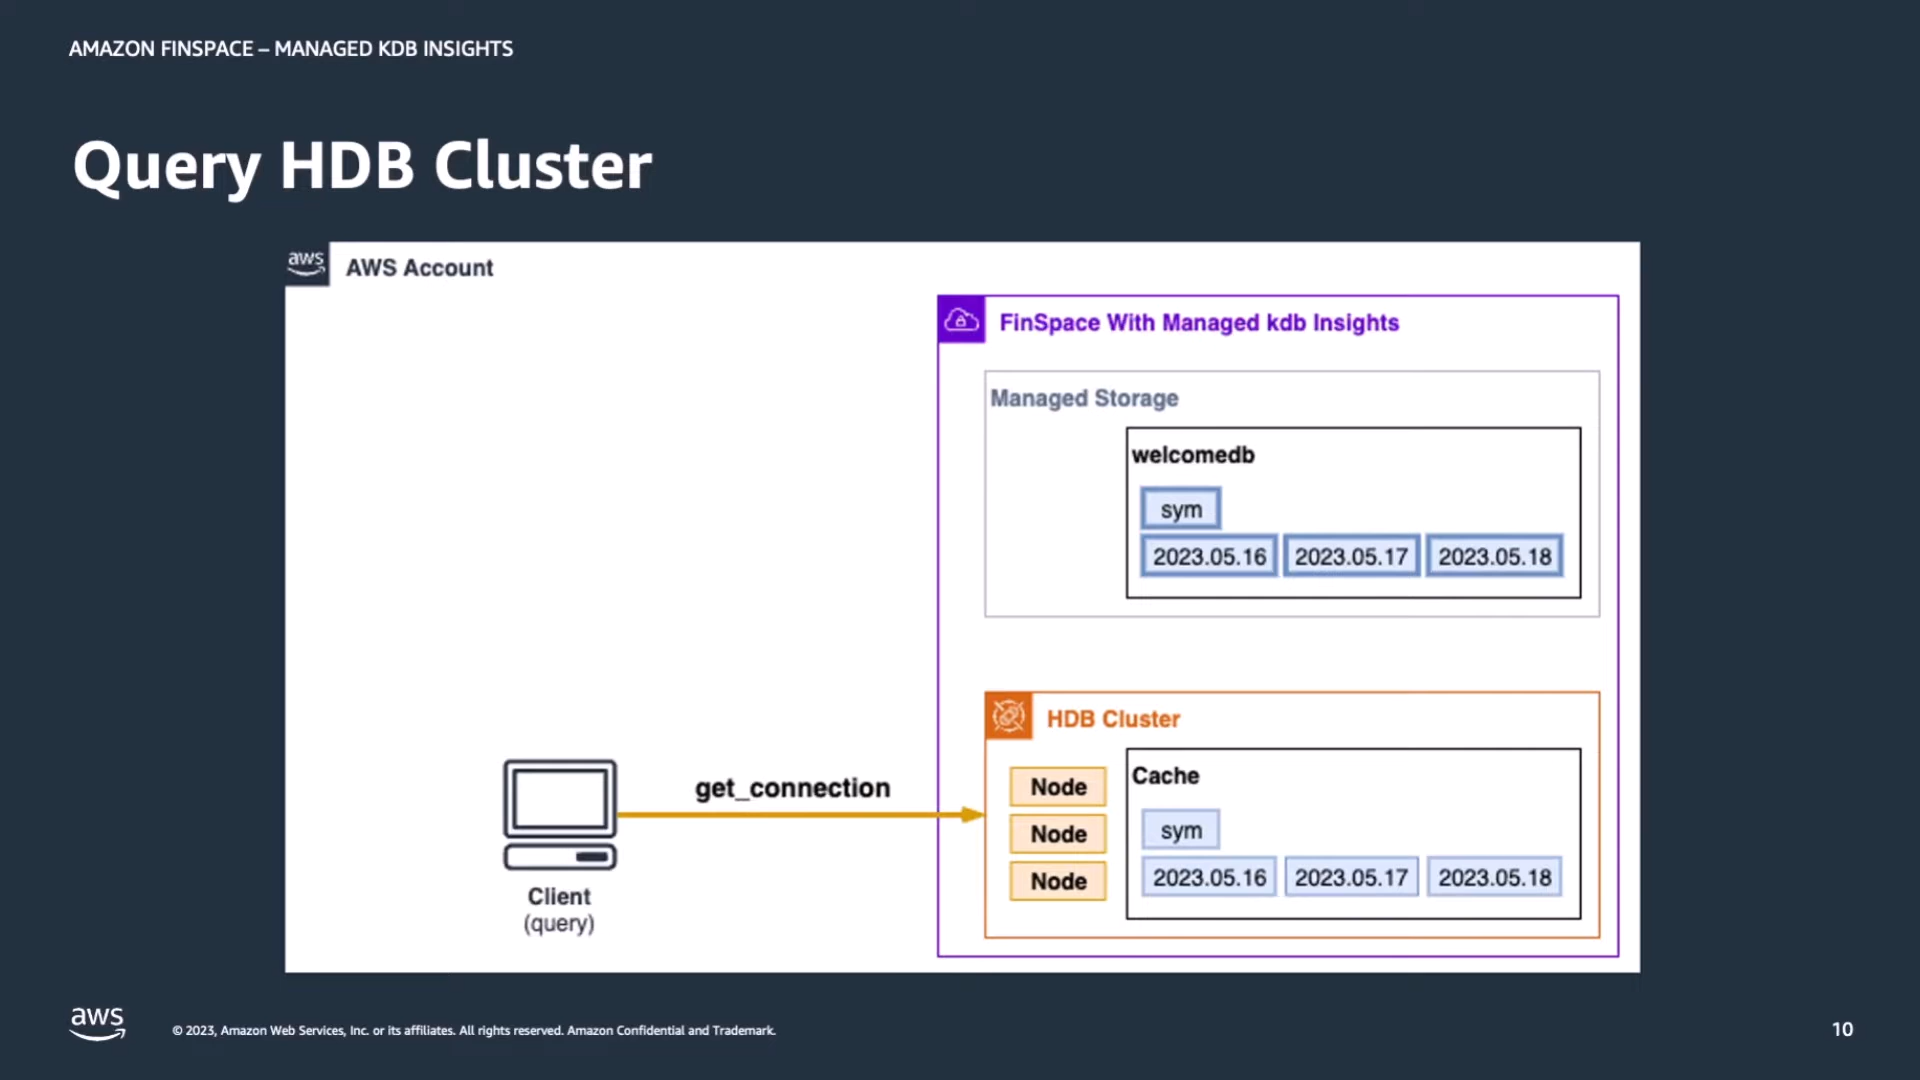 AMAZON FINSPACE – MANAGED KDB INSIGHTS
Query HDB Cluster
aws
AWS Account
FinSpace With Managed kdb Insights
Managed Storage
welcomedb
sym
2023.05.16 2023.05.17 2023.05.18
HDB Cluster
get_connection
Node
Node
Node
Cache
sym
2023.05.16 2023.05.17 2023.05.18
Client
(query)
aws
© 2023, Amazon Web Services, Inc. or its affiliates. All rights reserved. Amazon Confidential and Trademark.
10